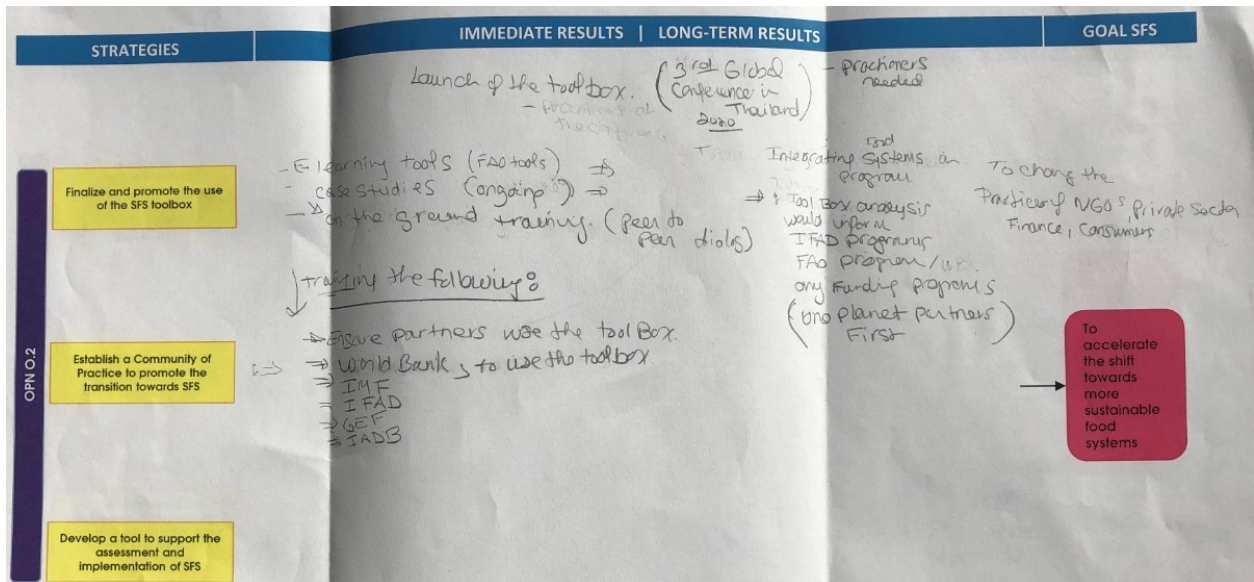 STRATEGIES
IMMEDIATE RESULTS | LONG-TERM RESULTS
GOAL SFS
Launch of the toolbox.
(3rd Global
Conference in
Thailand)
2020
- practioners
needed
OPN O.2
Finalize and promote the use
of the SFS toolbox
- E learning tools (FAO tools) ⇒
- case studies (ongoing) ⇒
- on the ground training. (peer to
peer dialog)
Integrating food systems in
program
⇒ Tool Box analysis
would inform
IFAD programs
FAO program/
any Funding programs
(one planet partners
First)
To change the
Practice of NGOs, private sector
Finance, consumers
↓ training the following:
Establish a Community of
Practice to promote the
transition towards SFS
⇒ Ensure partners use the toolBox.
⇒ World Bank, to use the toolbox
⇒ IMF
⇒ IFAD
⇒ GEF
⇒ IADB
To
accelerate
the shift
towards
more
sustainable
food
systems
Develop a tool to support the
assessment and
implementation of SFS